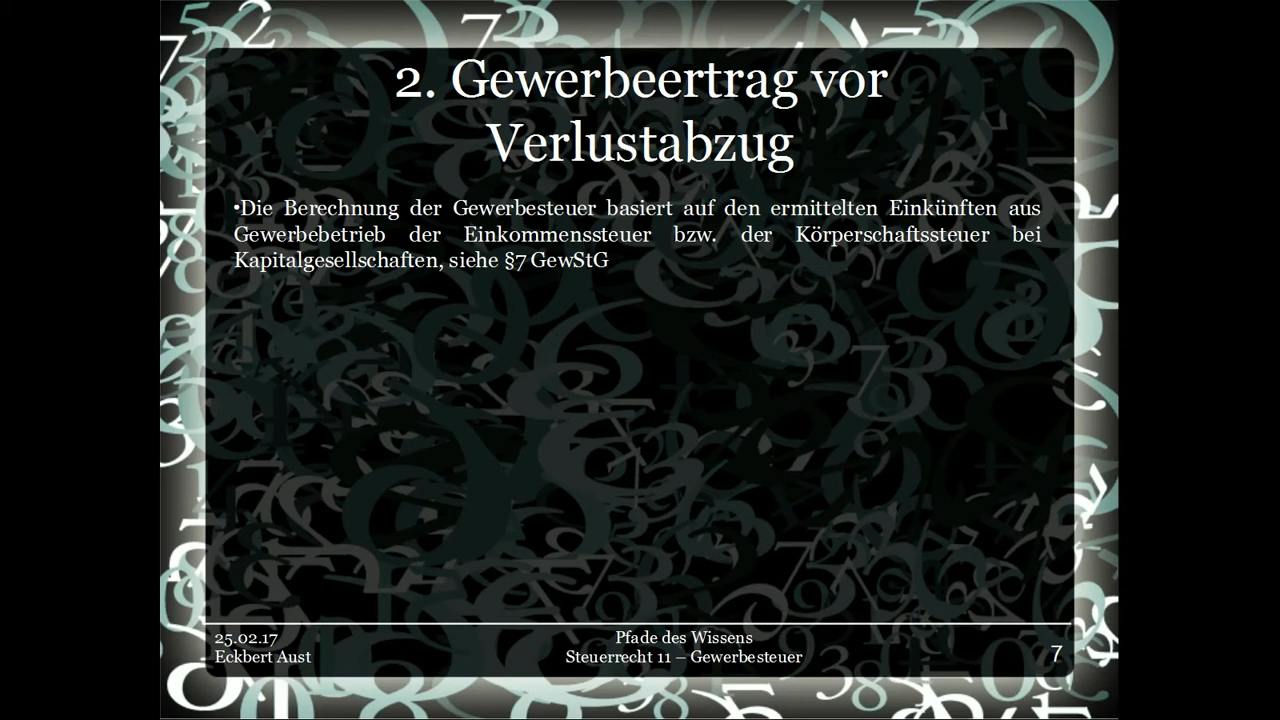 2. Gewerbeertrag vor
Verlustabzug
•Die Berechnung der Gewerbesteuer basiert auf den ermittelten Einkünften aus
Gewerbebetrieb der Einkommenssteuer bzw. der Körperschaftssteuer bei
Kapitalgesellschaften, siehe §7 GewStG
25.02.17
Eckbert Aust
Pfade des Wissens
Steuerrecht 11 – Gewerbesteuer
7